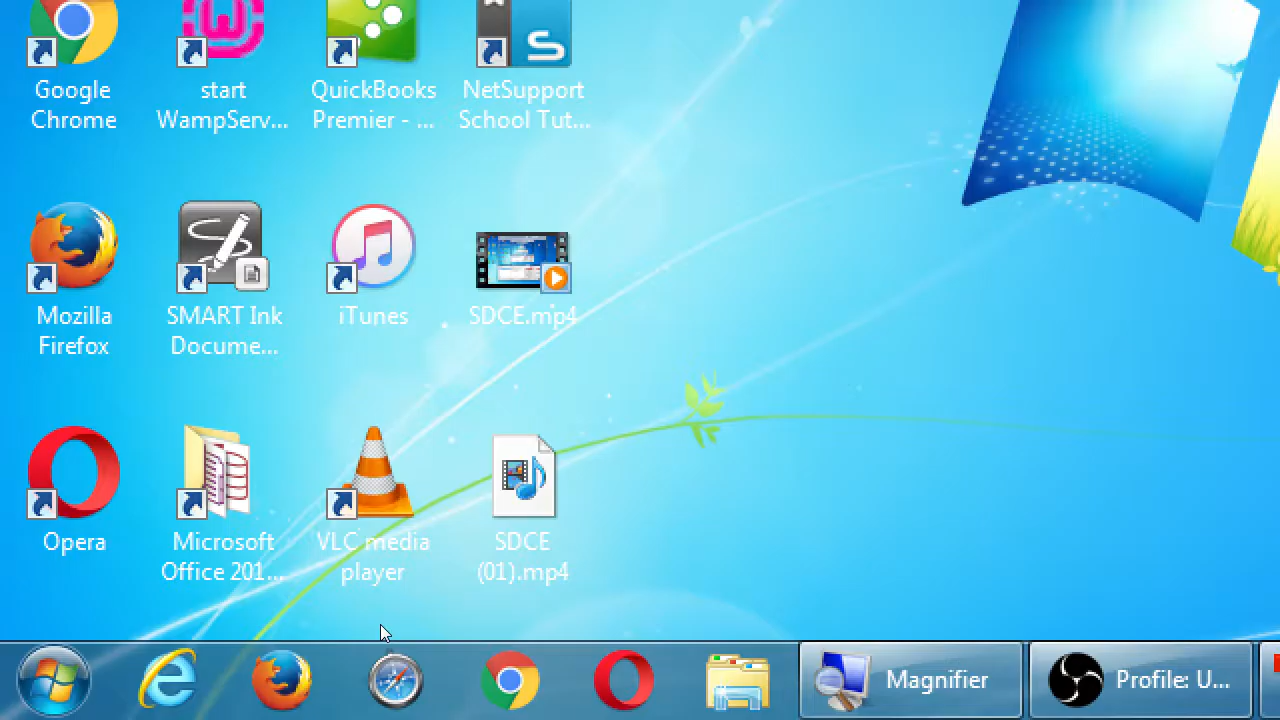 Google
Chrome
start
WampServ...
QuickBooks
Premier - ...
NetSupport
School Tut...
Mozilla
Firefox
SMART Ink
Docume...
iTunes
SDCE.mp4
Opera
Microsoft
Office 201...
VLC media
player
SDCE
(01).mp4
Magnifier
Profile: U...